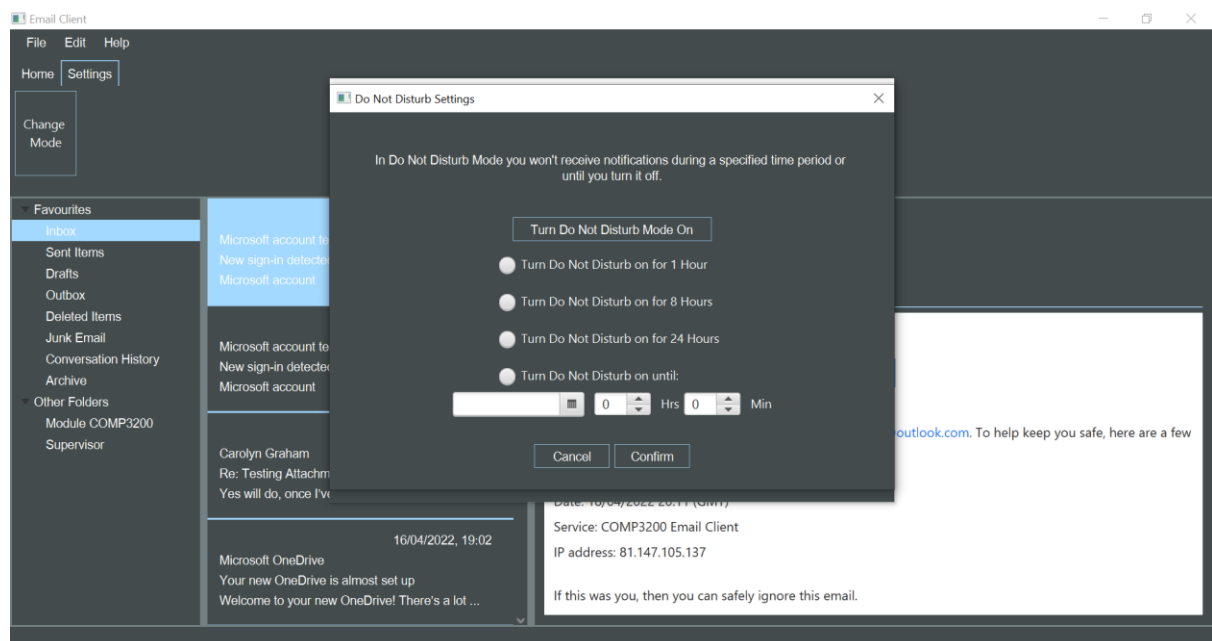 Email Client
File Edit Help
Home Settings
Change
Mode
Do Not Disturb Settings
In Do Not Disturb Mode you won't receive notifications during a specified time period or
until you turn it off.
Turn Do Not Disturb Mode On
Turn Do Not Disturb on for 1 Hour
Turn Do Not Disturb on for 8 Hours
Turn Do Not Disturb on for 24 Hours
Turn Do Not Disturb on until:
0 Hrs 0 Min
Cancel Confirm
Favourites
Inbox
Sent Items
Drafts
Outbox
Deleted Items
Junk Email
Conversation History
Archive
Other Folders
Module COMP3200
Supervisor
Microsoft account te
New sign-in detecte
Microsoft account
Microsoft account te
New sign-in detected
Microsoft account
Carolyn Graham
Re: Testing Attachm
Yes will do, once I've
16/04/2022, 19:02
Microsoft OneDrive
Your new OneDrive is almost set up
Welcome to your new OneDrive! There's a lot ...
outlook.com. To help keep you safe, here are a few
Service: COMP3200 Email Client
IP address: 81.147.105.137
If this was you, then you can safely ignore this email.